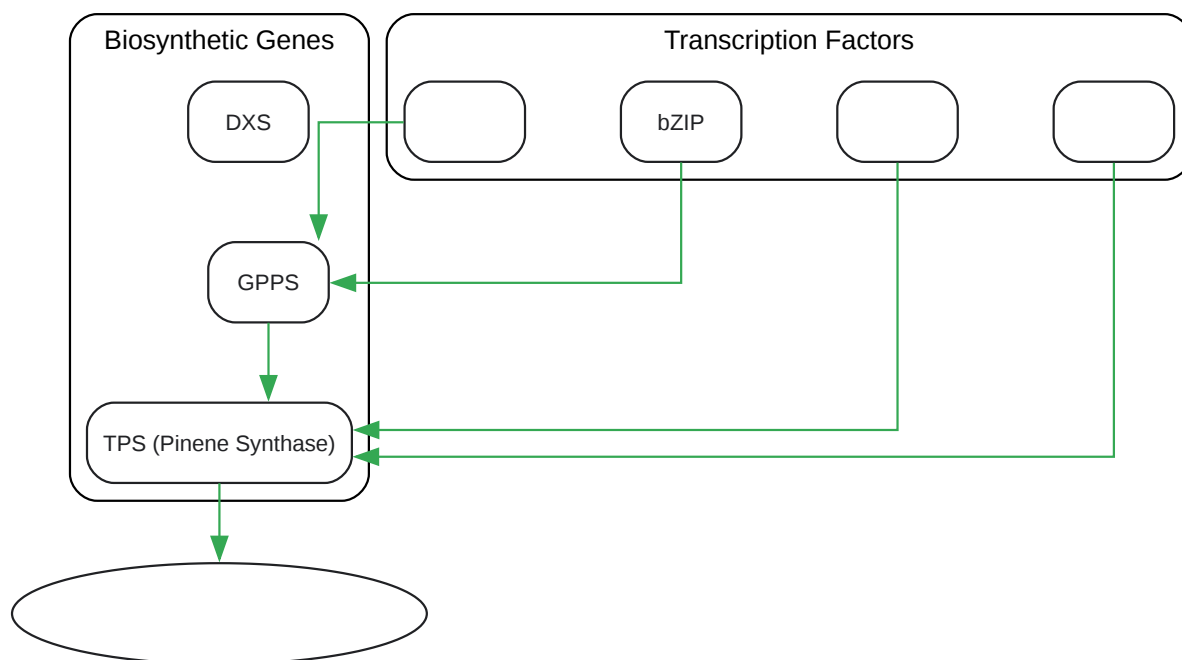 Biosynthetic Genes
Transcription Factors
DXS
bZIP
GPPS
TPS (Pinene Synthase)